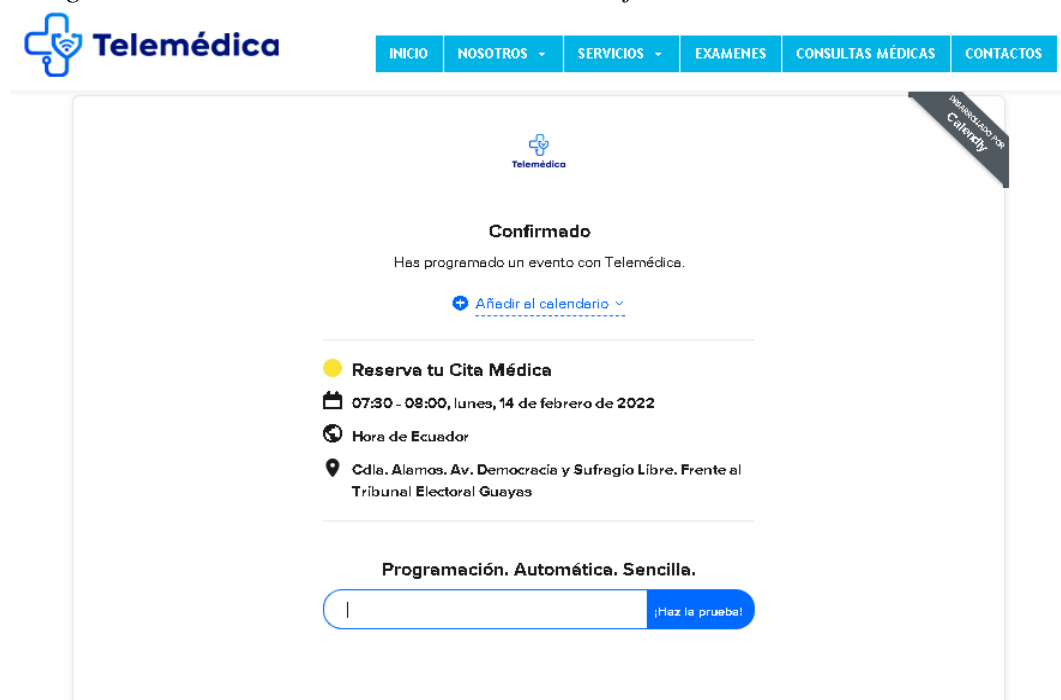 Telemédica
INICIO
NOSOTROS
SERVICIOS
EXAMENES
CONSULTAS MÉDICAS
CONTACTOS
DESARROLLADO POR
Calendly
Telemédica
Confirmado
Has programado un evento con Telemédica.
Añadir al calendario
Reserva tu Cita Médica
07:30 - 08:00, lunes, 14 de febrero de 2022
Hora de Ecuador
Cdla. Alamos. Av. Democracia y Sufragio Libre. Frente al
Tribunal Electoral Guayas
Programación. Automática. Sencilla.
¡Haz la prueba!